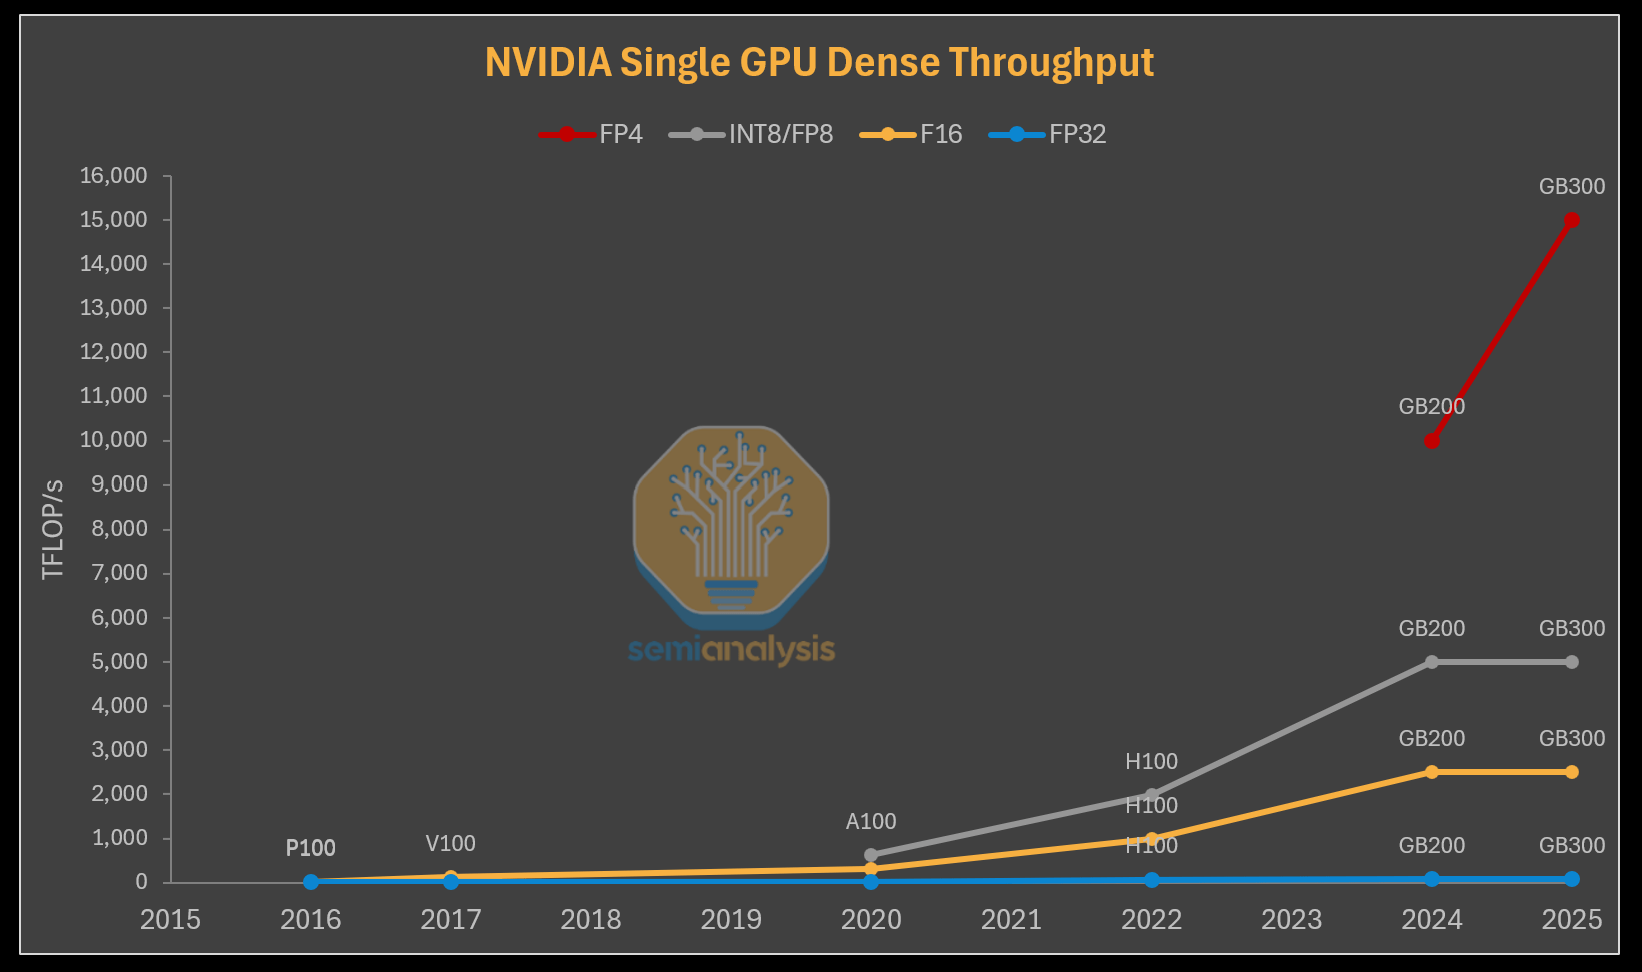 NVIDIA Single GPU Dense Throughput
FP4 INT8/FP8 F16 FP32
16,000
15,000
14,000
13,000
12,000
11,000
10,000
9,000
8,000
7,000
6,000
5,000
4,000
3,000
2,000
1,000
0
TFLOP/s
GB300
GB200
semianalysis
GB200 GB300
GB200 GB300
H100
H100
A100
P100 V100 H100 GB200 GB300
2015 2016 2017 2018 2019 2020 2021 2022 2023 2024 2025